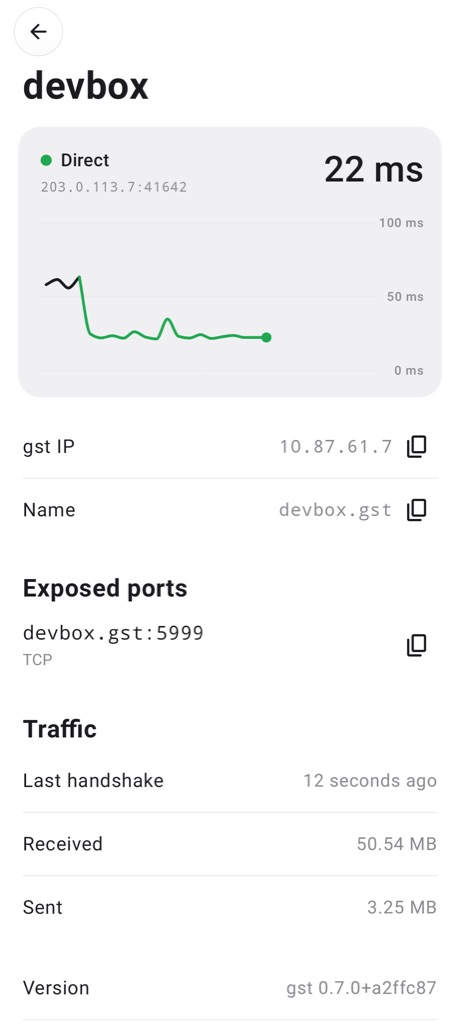 devbox
Direct
22 ms
203.0.113.7:41642
100 ms
50 ms
0 ms
gst IP
10.87.61.7
Name
devbox.gst
Exposed ports
devbox.gst:5999
TCP
Traffic
Last handshake
12 seconds ago
Received
50.54 MB
Sent
3.25 MB
Version
gst 0.7.0+a2ffc87